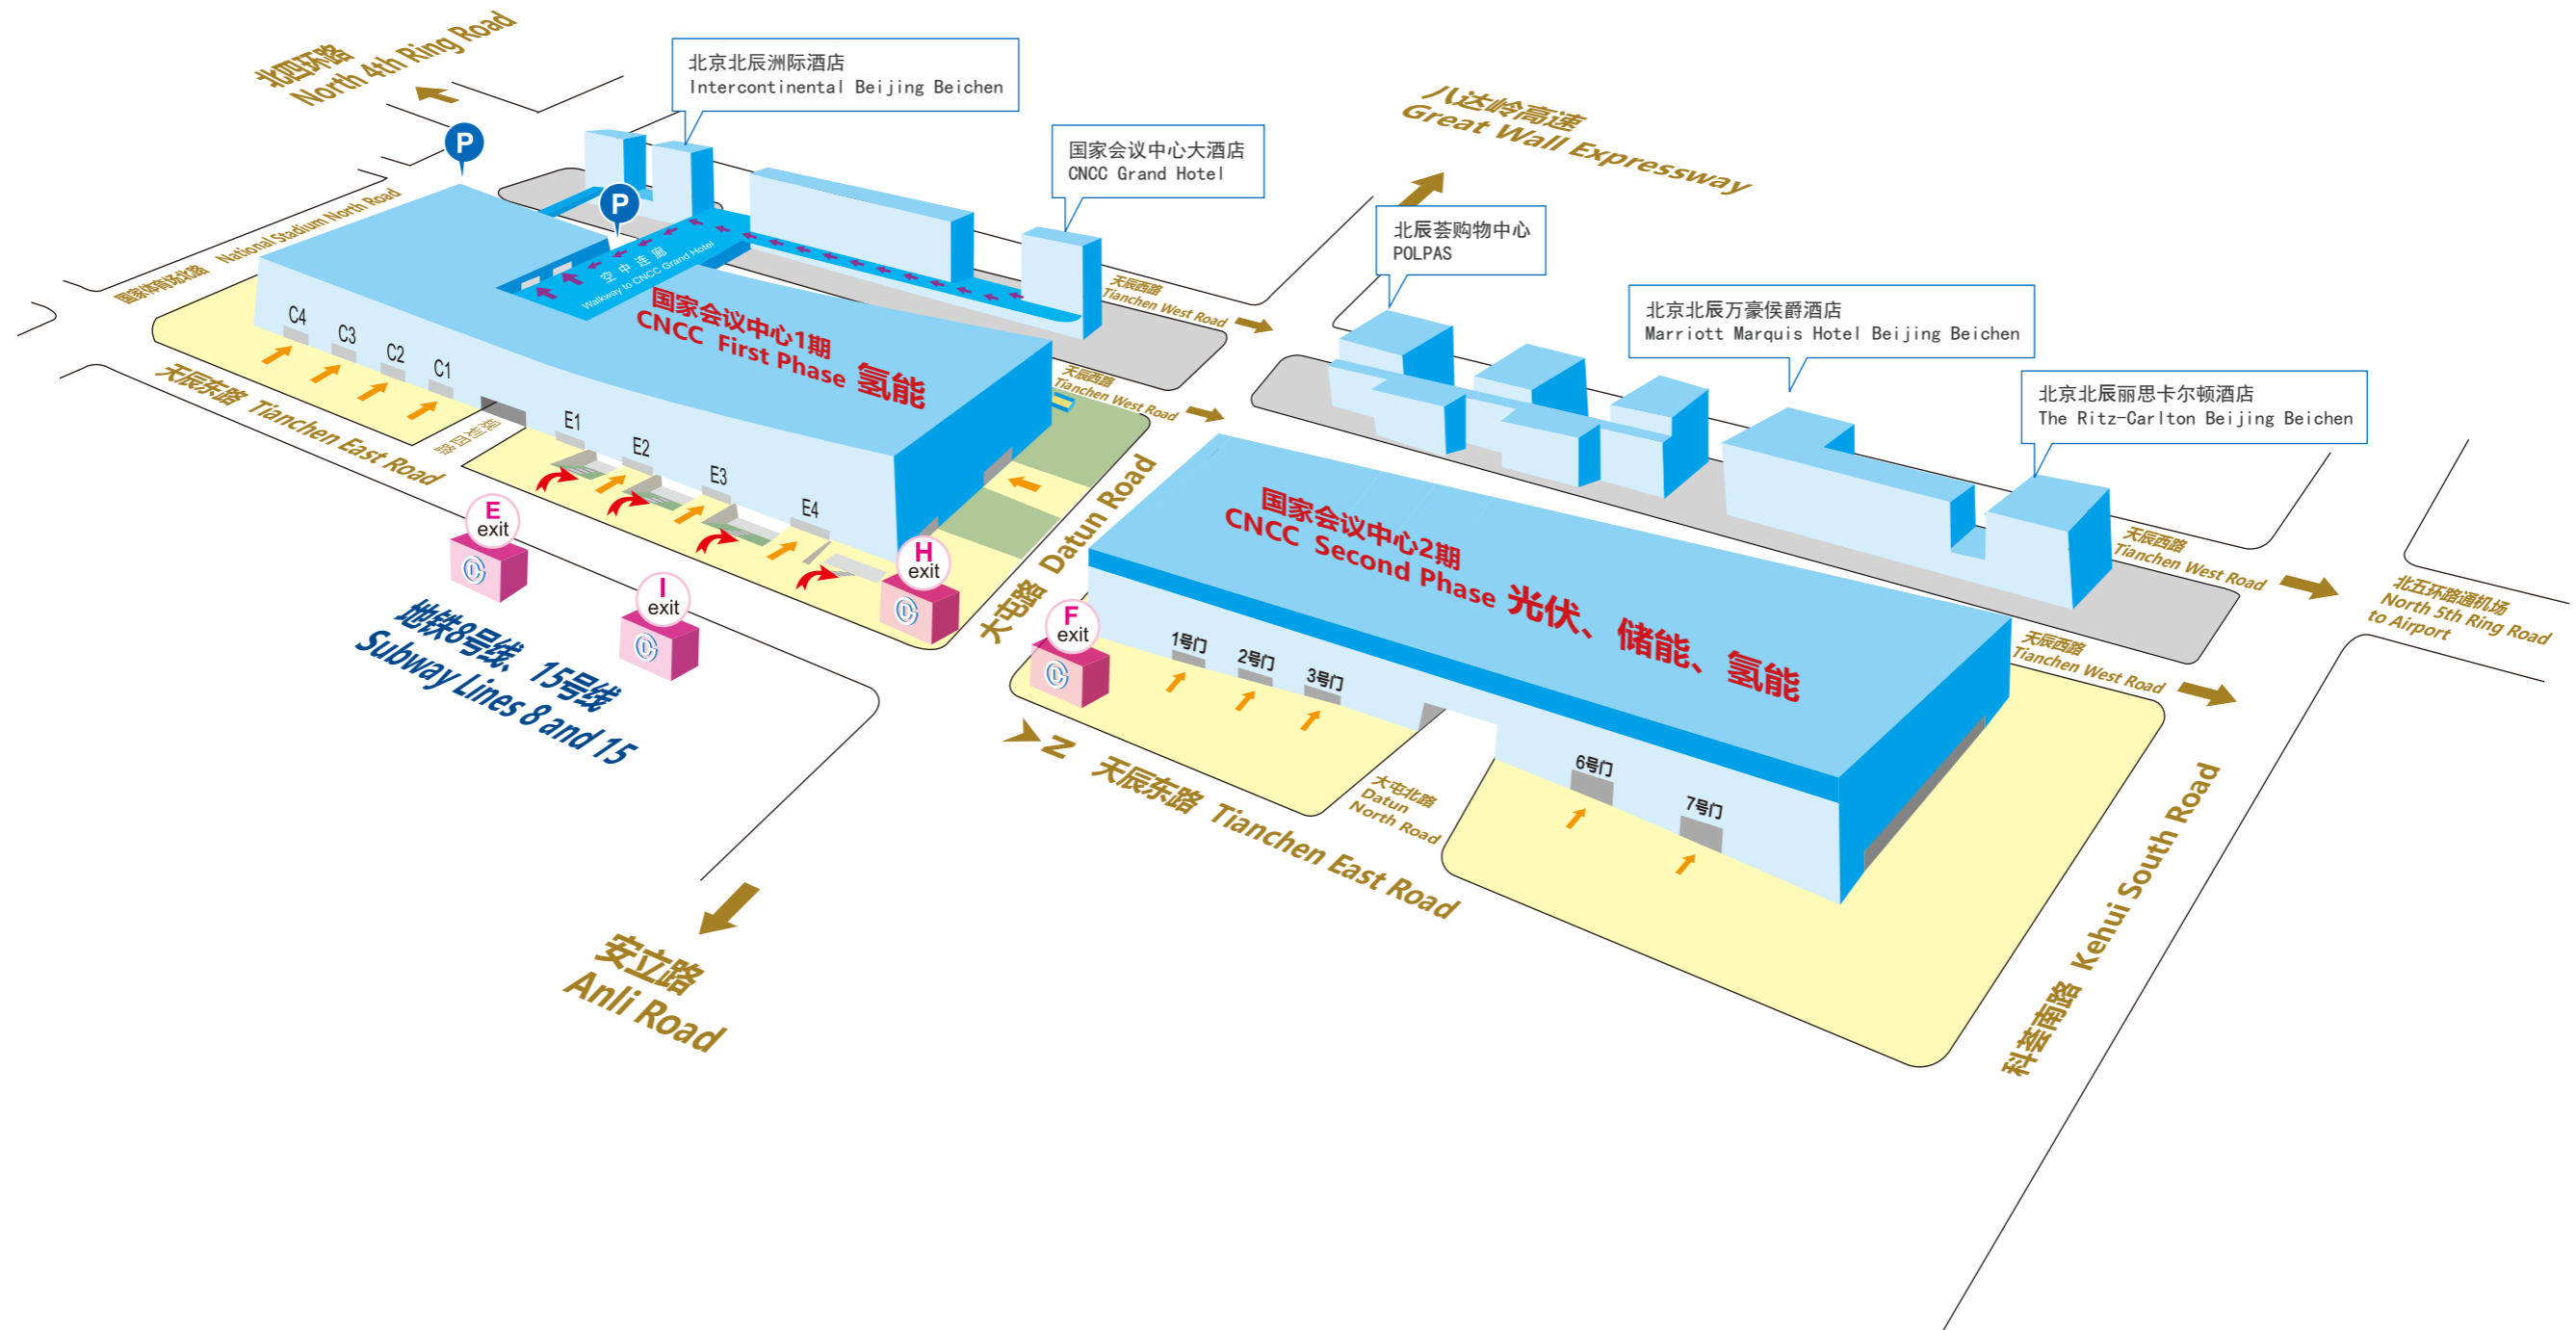 北四环路
North 4th Ring Road
北京北辰洲际酒店
Intercontinental Beijing Beichen
国家会议中心大酒店
CNCC Grand Hotel
八达岭高速
Great Wall Expressway
P
P
国家体育场北路 National Stadium North Road
空中连廊
Walkway to CNCC Grand Hotel
北辰荟购物中心
POLPAS
北京北辰万豪侯爵酒店
Marriott Marquis Hotel Beijing Beichen
北京北辰丽思卡尔顿酒店
The Ritz-Carlton Beijing Beichen
天辰西路
Tianchen West Road
天辰西路
Tianchen West Road
国家会议中心1期
CNCC First Phase 氢能
C4
C3
C2
C1
E1
E2
E3
E4
天辰东路 Tianchen East Road
规划四路
E
exit
I
exit
H
exit
F
exit
地铁8号线、15号线
Subway Lines 8 and 15
大屯路 Datun Road
国家会议中心2期
CNCC Second Phase 光伏、储能、氢能
1号门
2号门
3号门
6号门
7号门
天辰西路
Tianchen West Road
天辰西路
Tianchen West Road
北五环路通机场
North 5th Ring Road
to Airport
N
天辰东路 Tianchen East Road
大屯北路
Datun
North Road
科荟南路 Kehui South Road
安立路
Anli Road